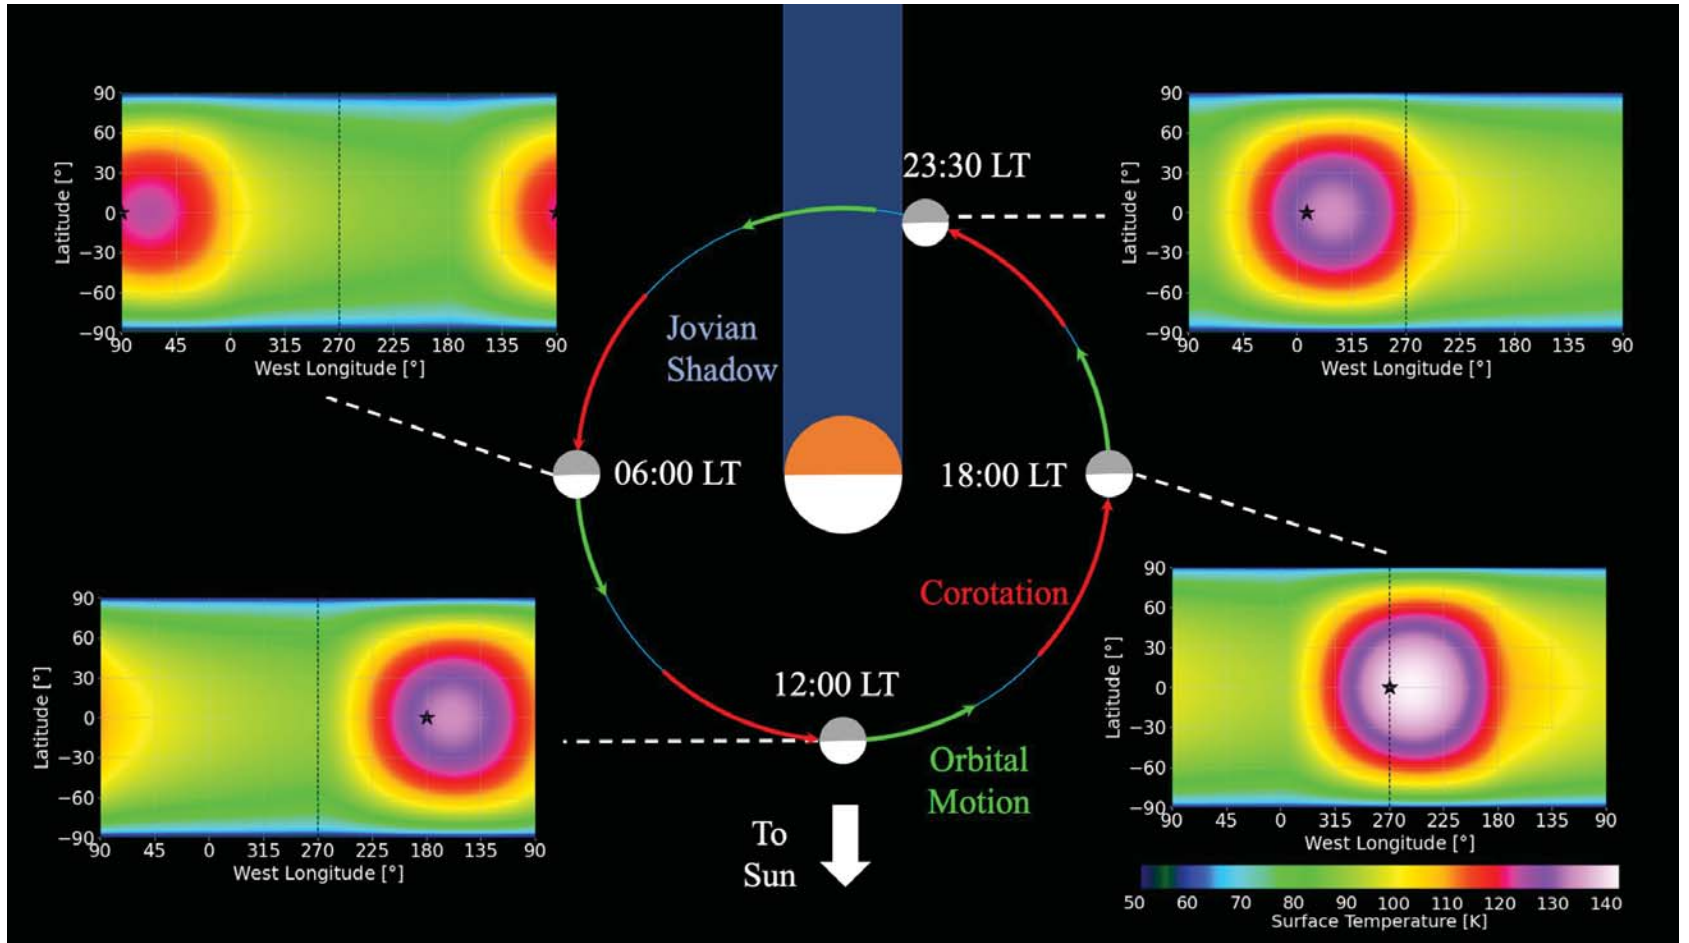 90
60
30
0
−30
−60
−90
Latitude [°]
90 45 0 315 270 225 180 135 90
West Longitude [°]
23:30 LT
90
60
30
0
−30
−60
−90
Latitude [°]
90 45 0 315 270 225 180 135 90
West Longitude [°]
Jovian
Shadow
06:00 LT
18:00 LT
90
60
30
0
−30
−60
−90
Latitude [°]
90 45 0 315 270 225 180 135 90
West Longitude [°]
Corotation
12:00 LT
Orbital
Motion
To
Sun
90
60
30
0
−30
−60
−90
Latitude [°]
90 45 0 315 270 225 180 135 90
West Longitude [°]
50 60 70 80 90 100 110 120 130 140
Surface Temperature [K]